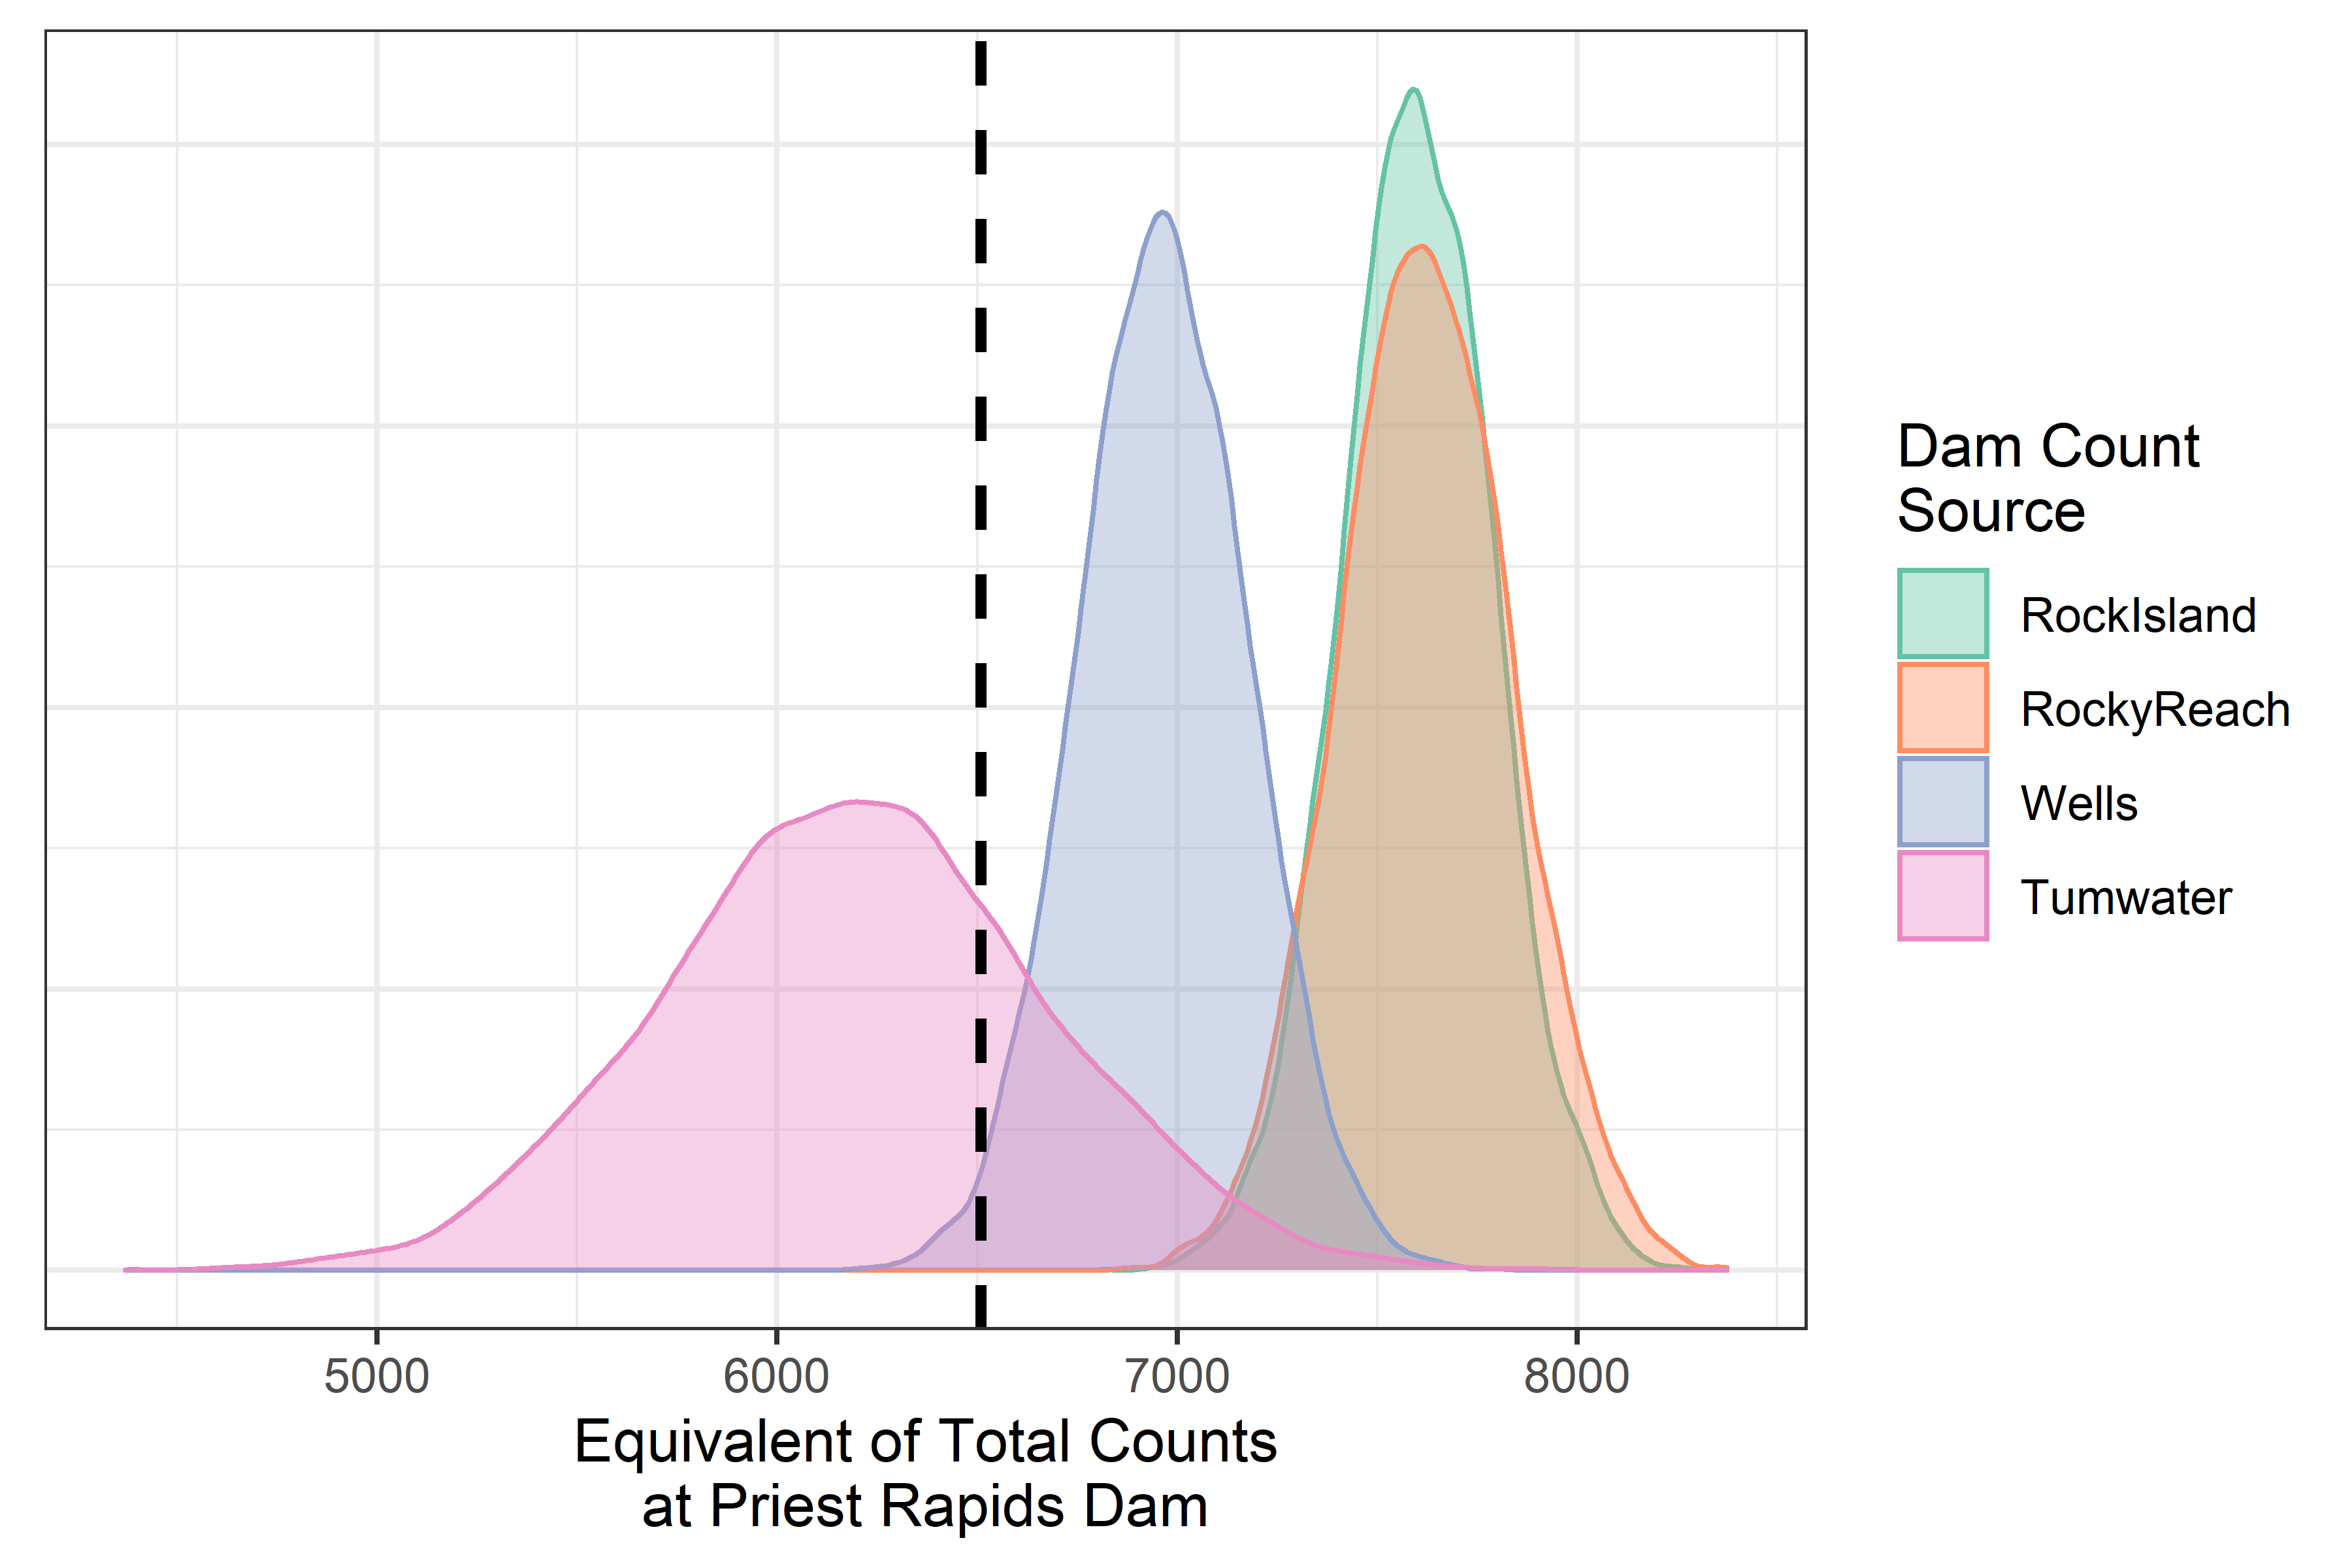 5000
6000
7000
8000
Equivalent of Total Counts
at Priest Rapids Dam
Dam Count
Source
RockIsland
RockyReach
Wells
Tumwater